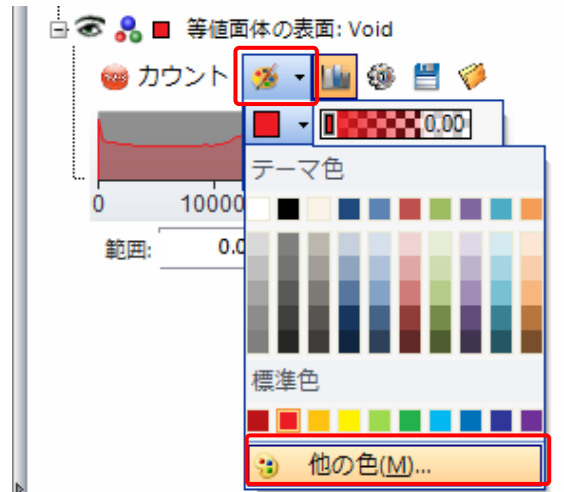 等値面体の表面: Void
カウント
0.00
テーマ色
0 10000
範囲: 0.0
標準色
他の色(M)...